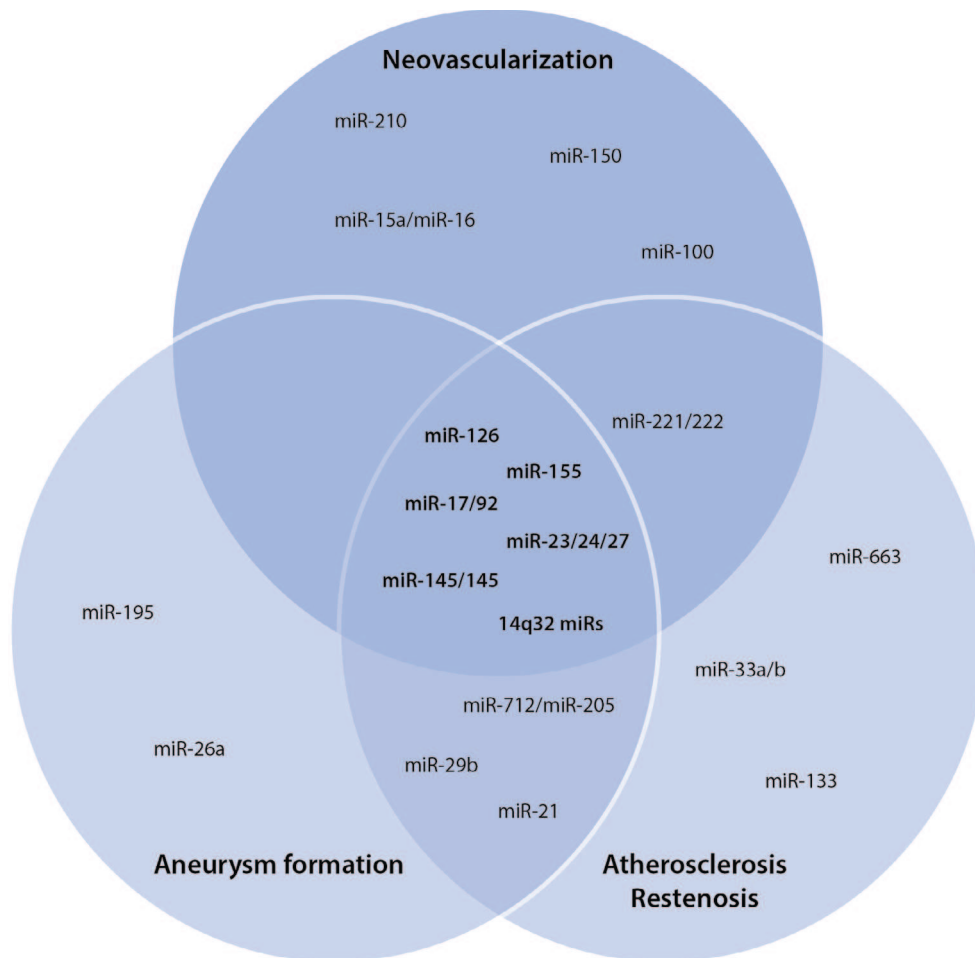 Neovascularization
miR-210
miR-150
miR-15a/miR-16
miR-100
miR-221/222
miR-126
miR-155
miR-17/92
miR-23/24/27
miR-663
miR-145/145
miR-195
14q32 miRs
miR-33a/b
miR-712/miR-205
miR-26a
miR-29b
miR-133
miR-21
Aneurysm formation
Atherosclerosis
Restenosis